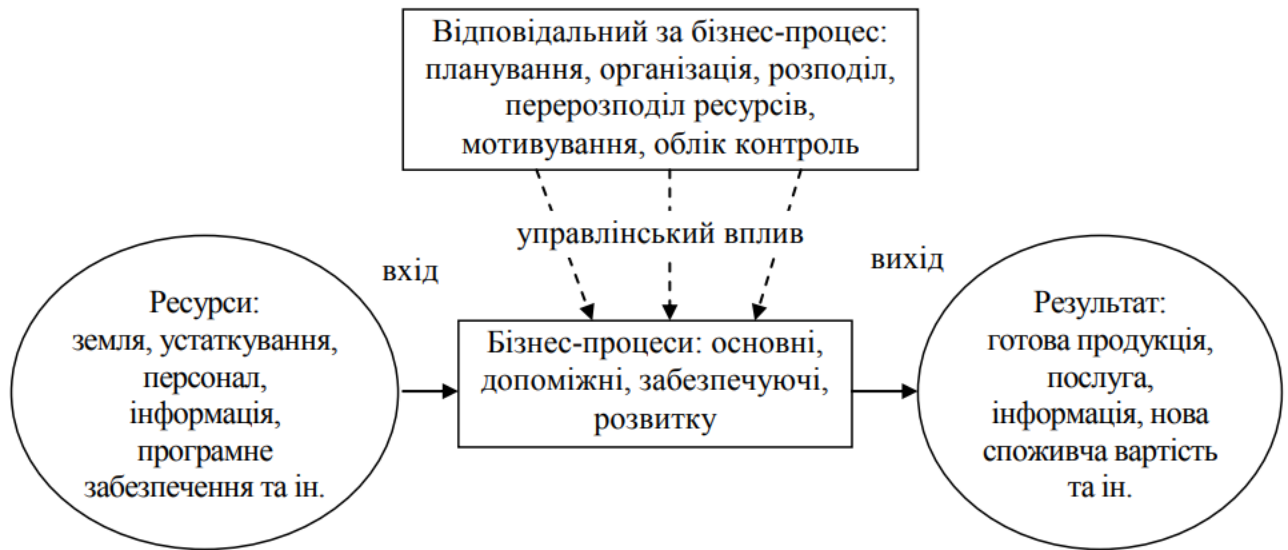 Відповідальний за бізнес-процес:
планування, організація, розподіл,
перерозподіл ресурсів,
мотивування, облік контроль
управлінський вплив
вхід
вихід
Ресурси:
земля, устаткування,
персонал,
інформація,
програмне
забезпечення та ін.
Бізнес-процеси: основні,
допоміжні, забезпечуючі,
розвитку
Результат:
готова продукція,
послуга,
інформація, нова
споживча вартість
та ін.